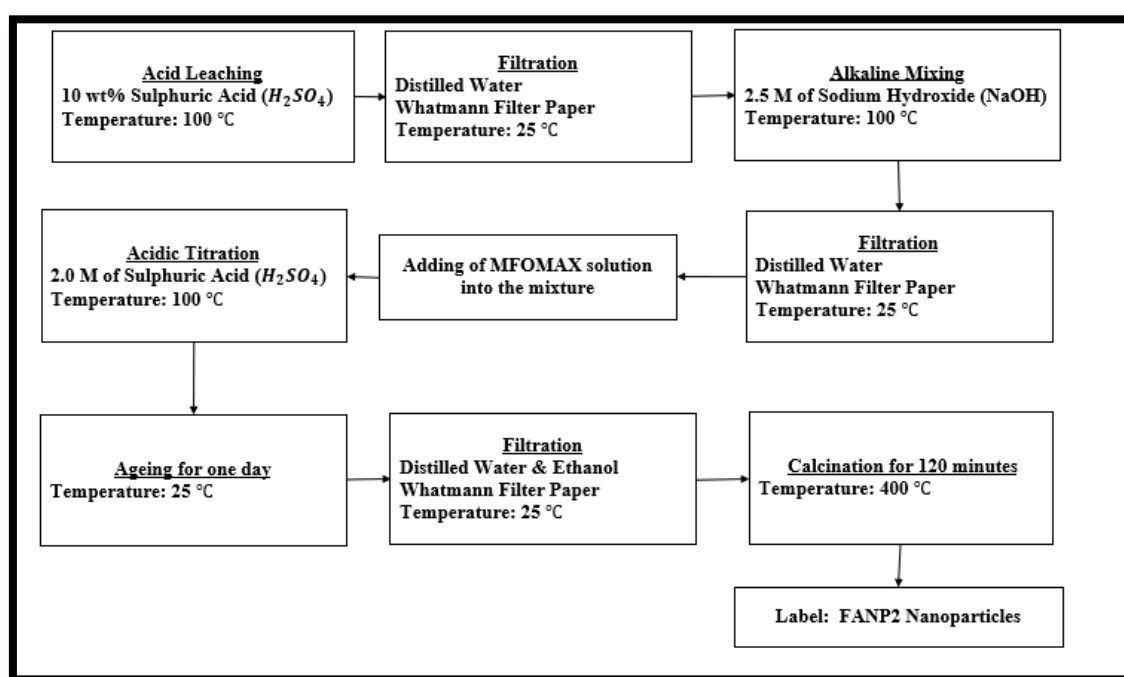 Acid Leaching
10 wt% Sulphuric Acid (H₂SO₄)
Temperature: 100 ℃
Filtration
Distilled Water
Whatmann Filter Paper
Temperature: 25 ℃
Alkaline Mixing
2.5 M of Sodium Hydroxide (NaOH)
Temperature: 100 ℃
Filtration
Distilled Water
Whatmann Filter Paper
Temperature: 25 ℃
Adding of MFOMAX solution
into the mixture
Acidic Titration
2.0 M of Sulphuric Acid (H₂SO₄)
Temperature: 100 ℃
Ageing for one day
Temperature: 25 ℃
Filtration
Distilled Water & Ethanol
Whatmann Filter Paper
Temperature: 25 ℃
Calcination for 120 minutes
Temperature: 400 ℃
Label: FANP2 Nanoparticles